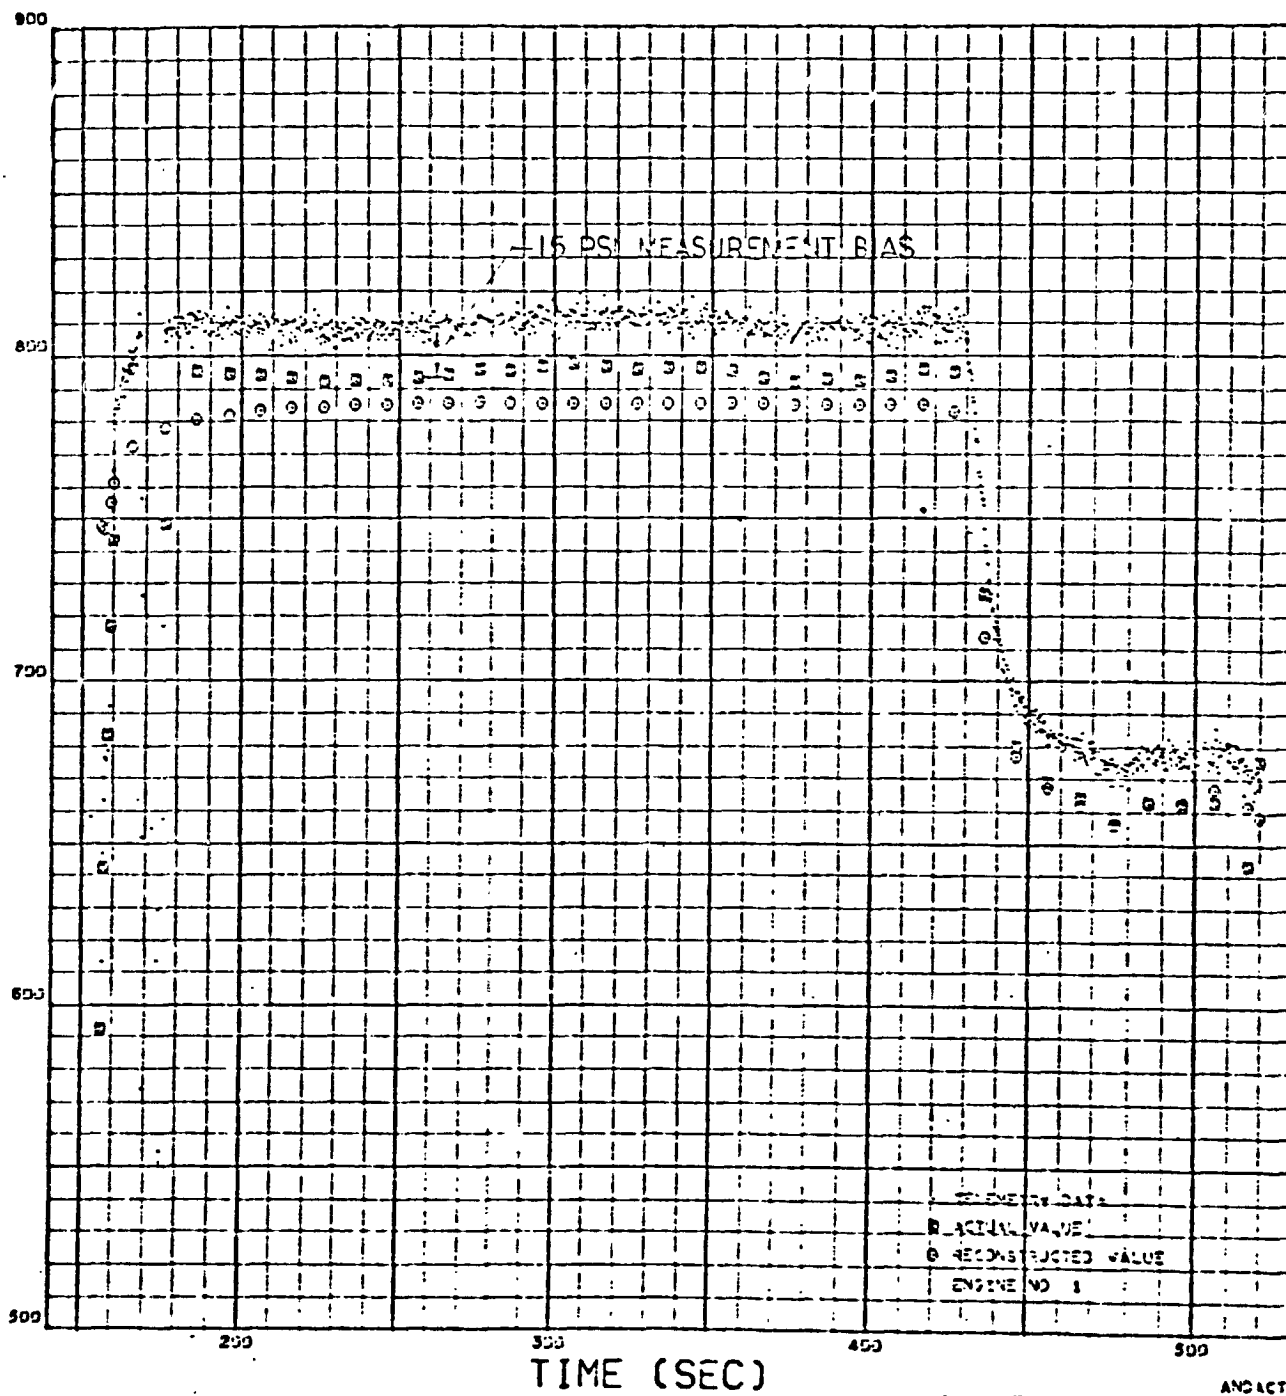 900
-15 PSI MEASUREMENT BIAS
800
700
600
TELEMETRY DATA
ACTUAL VALUE
RECONSTRUCTED VALUE
ENGINE NO 1
500
200 300 400 500
TIME (SEC)